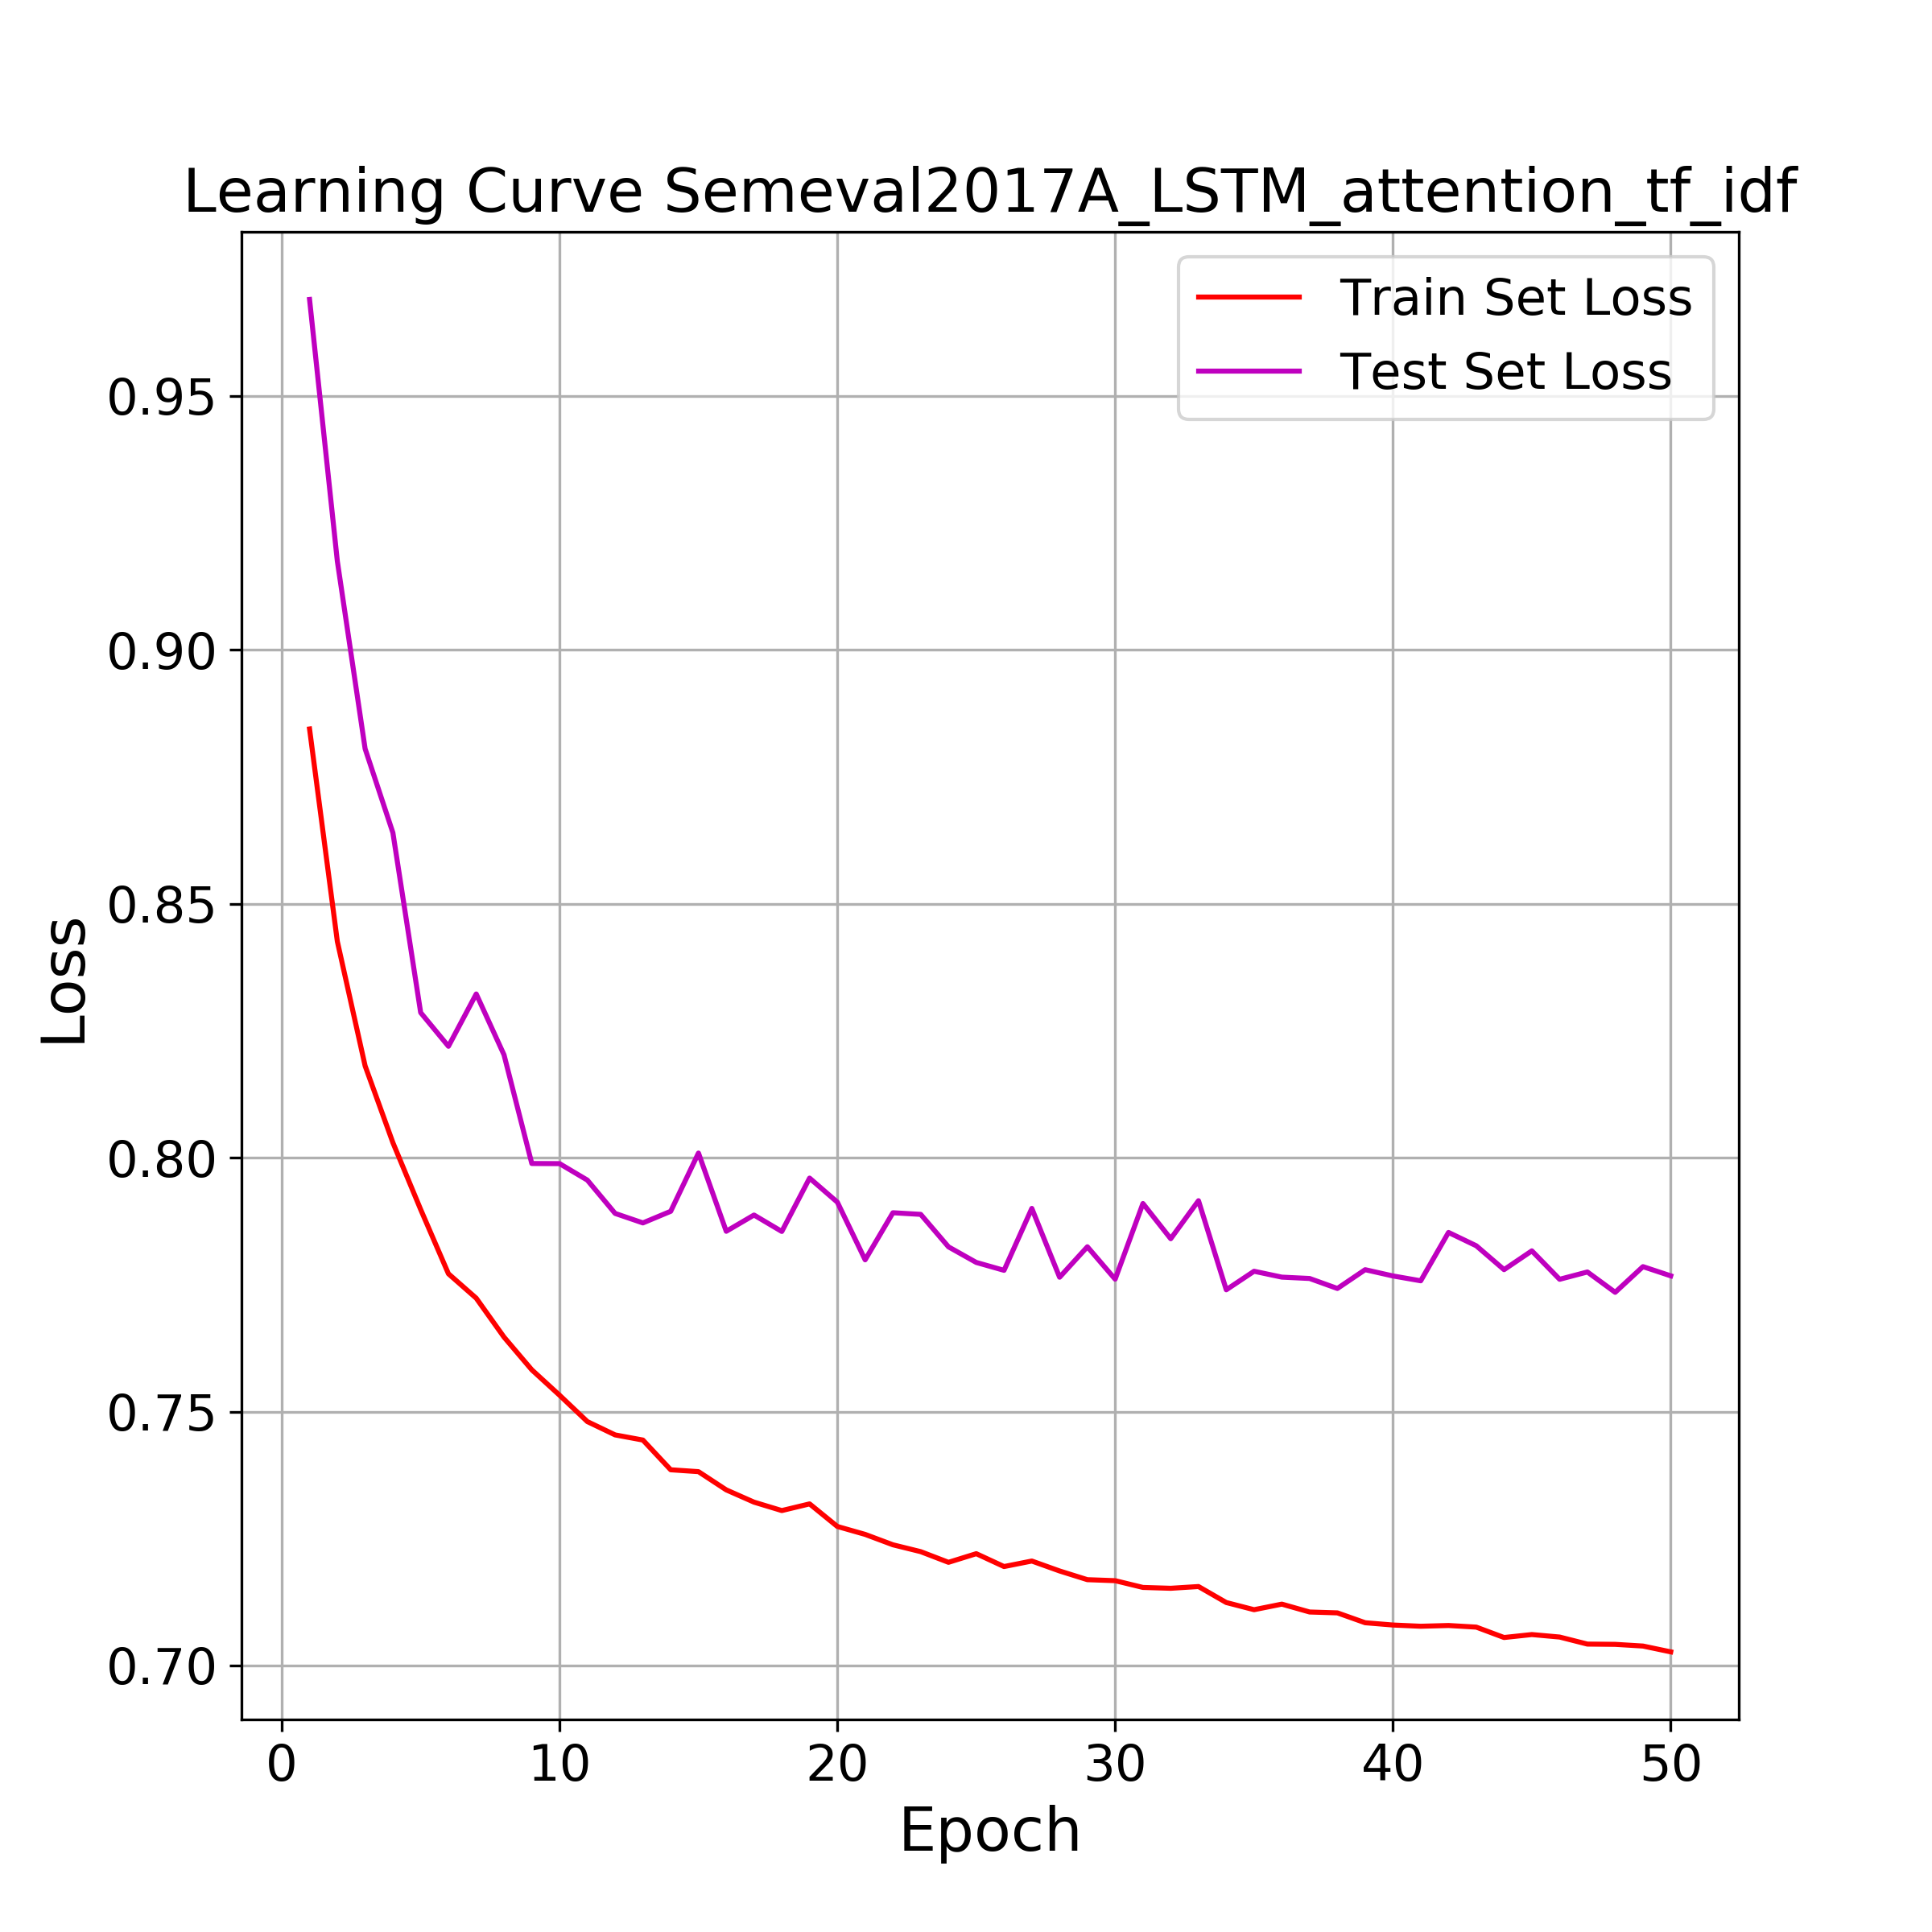 Learning Curve Semeval2017A_LSTM_attention_tf_idf
Train Set Loss
Test Set Loss
0.95
0.90
0.85
0.80
0.75
0.70
Loss
0 10 20 30 40 50
Epoch